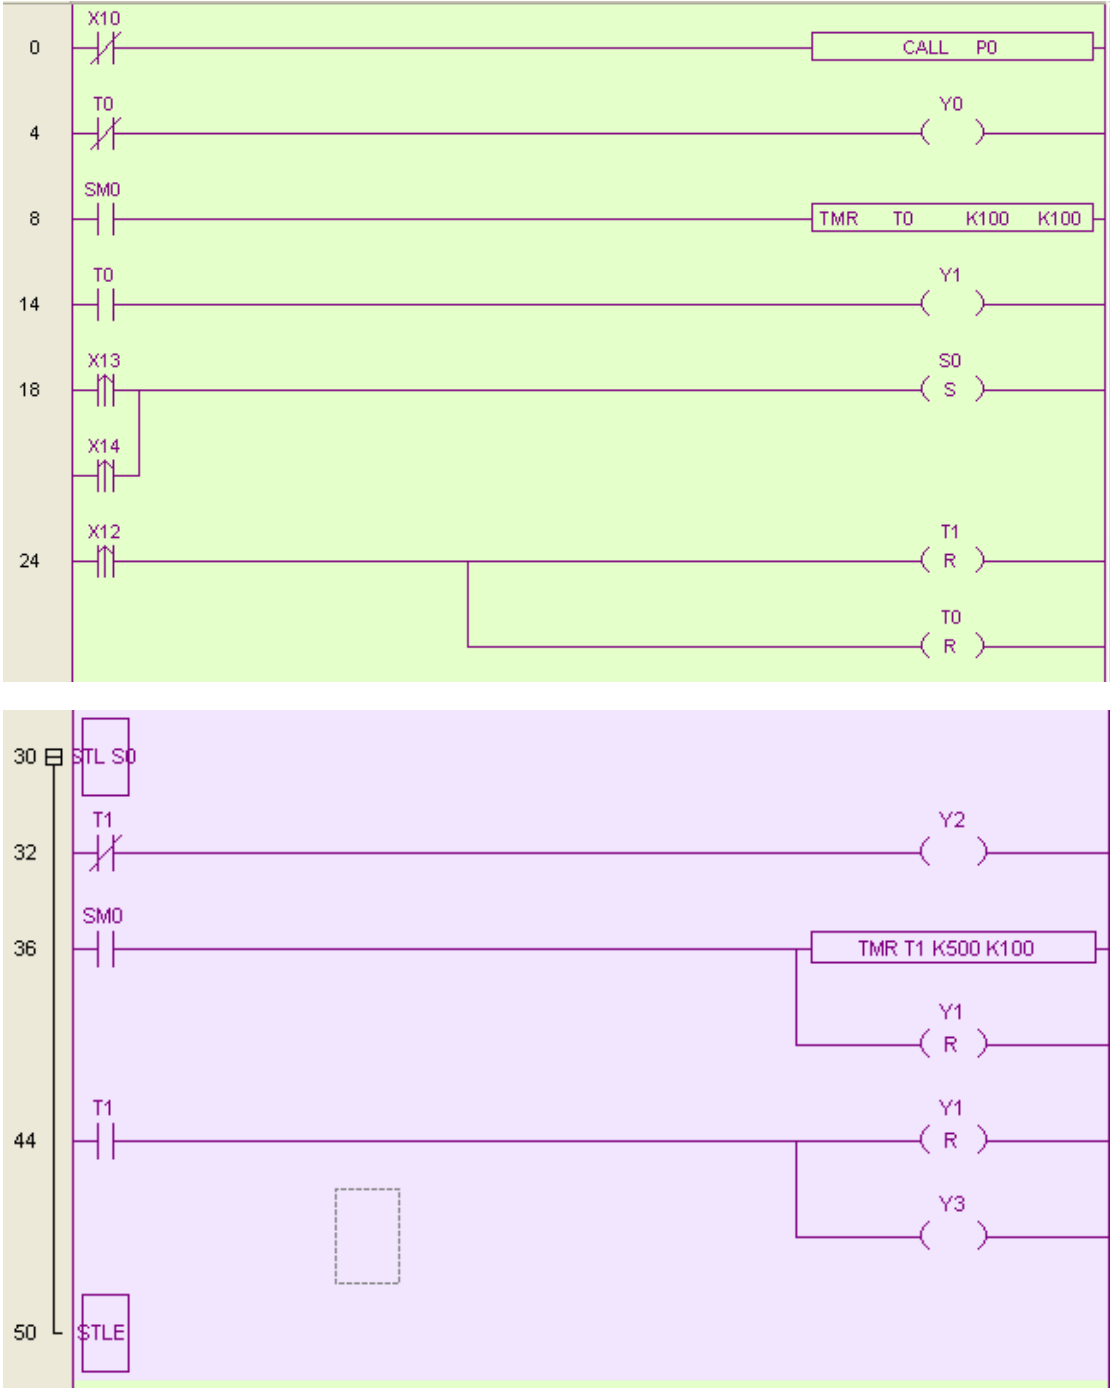 X10
0 CALL P0
T0 Y0
4
SM0
8 TMR T0 K100 K100
T0 Y1
14
X13 S0
18 S
X14
X12 T1
24 R
T0
R
30 STL S0
T1 Y2
32
SM0
36 TMR T1 K500 K100
Y1
R
T1 Y1
44 R
Y3
50 STLE